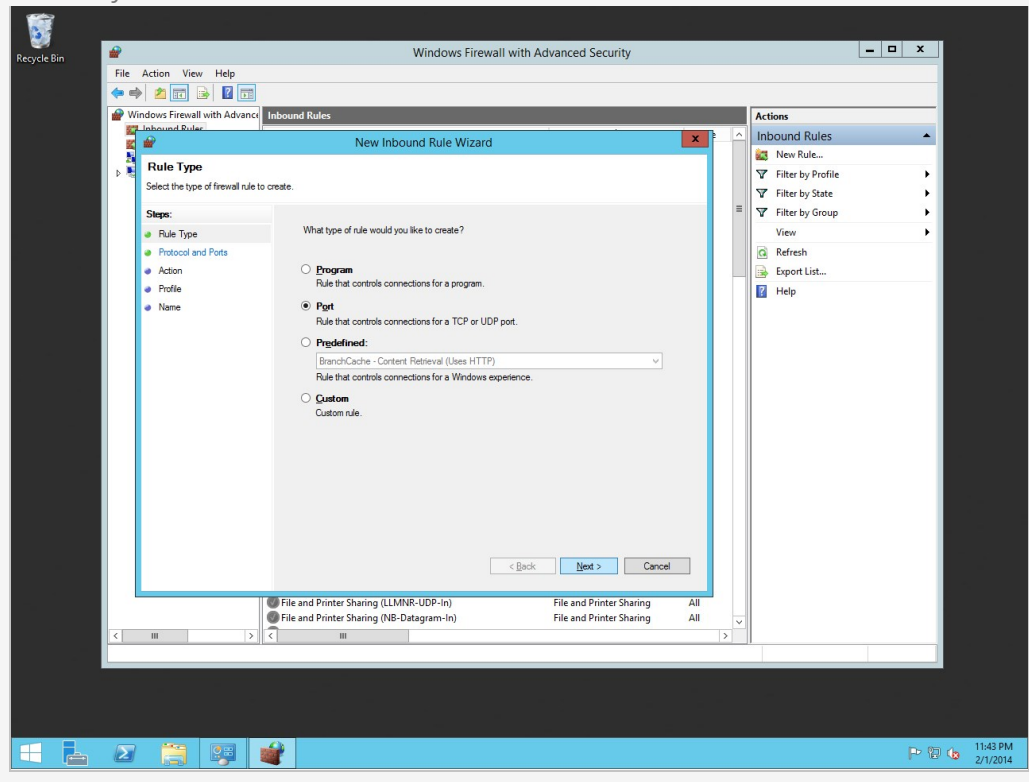 Recycle Bin
Windows Firewall with Advanced Security
File Action View Help
Windows Firewall with Advance
Inbound Rules
Inbound Rules
Actions
Inbound Rules
New Rule...
Filter by Profile
Filter by State
Filter by Group
View
Refresh
Export List...
Help
New Inbound Rule Wizard
Rule Type
Select the type of firewall rule to create.
Steps:
Rule Type
Protocol and Ports
Action
Profile
Name
What type of rule would you like to create?
Program
Rule that controls connections for a program.
Port
Rule that controls connections for a TCP or UDP port.
Predefined:
BranchCache - Content Retrieval (Uses HTTP)
Rule that controls connections for a Windows experience.
Custom
Custom rule.
< Back Next > Cancel
File and Printer Sharing (LLMNR-UDP-In) File and Printer Sharing All
File and Printer Sharing (NB-Datagram-In) File and Printer Sharing All
11:43 PM
2/1/2014